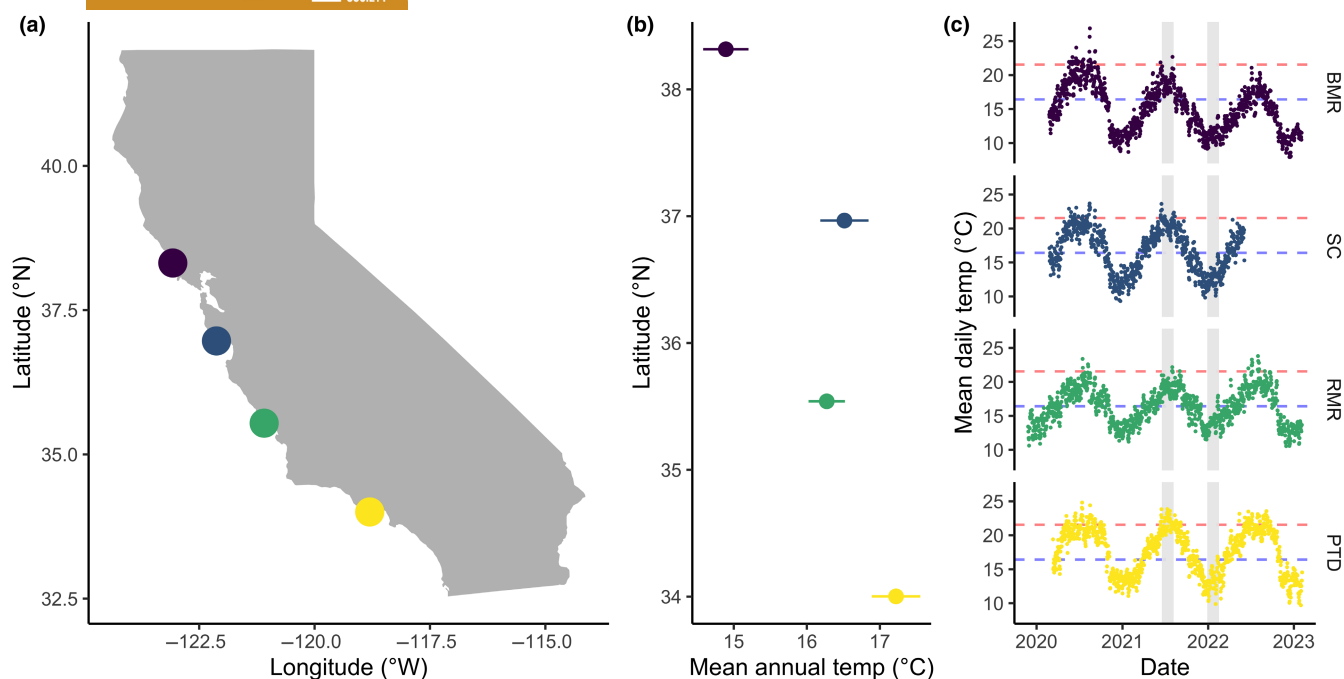 (a)
40.0
37.5
35.0
32.5
Latitude (°N)
−122.5
−120.0
−117.5
−115.0
Longitude (°W)
(b)
38
37
36
35
34
Latitude (°N)
15
16
17
Mean annual temp (°C)
(c)
Mean daily temp (°C)
25
20
15
10
BMR
25
20
15
10
SC
25
20
15
10
RMR
25
20
15
10
PTD
2020
2021
2022
2023
Date